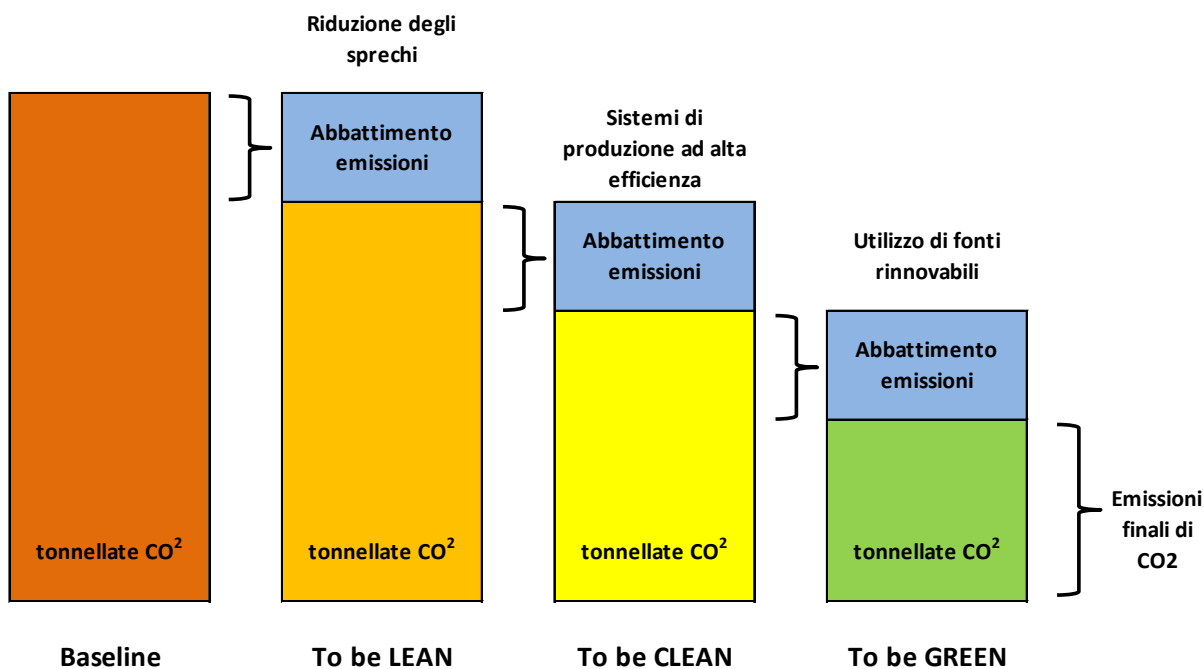 Riduzione degli
sprechi
Abbattimento
emissioni
Sistemi di
produzione ad alta
efficienza
Abbattimento
emissioni
Utilizzo di fonti
rinnovabili
Abbattimento
emissioni
tonnellate CO²
tonnellate CO²
tonnellate CO²
tonnellate CO²
Emissioni
finali di
CO2
Baseline
To be LEAN
To be CLEAN
To be GREEN